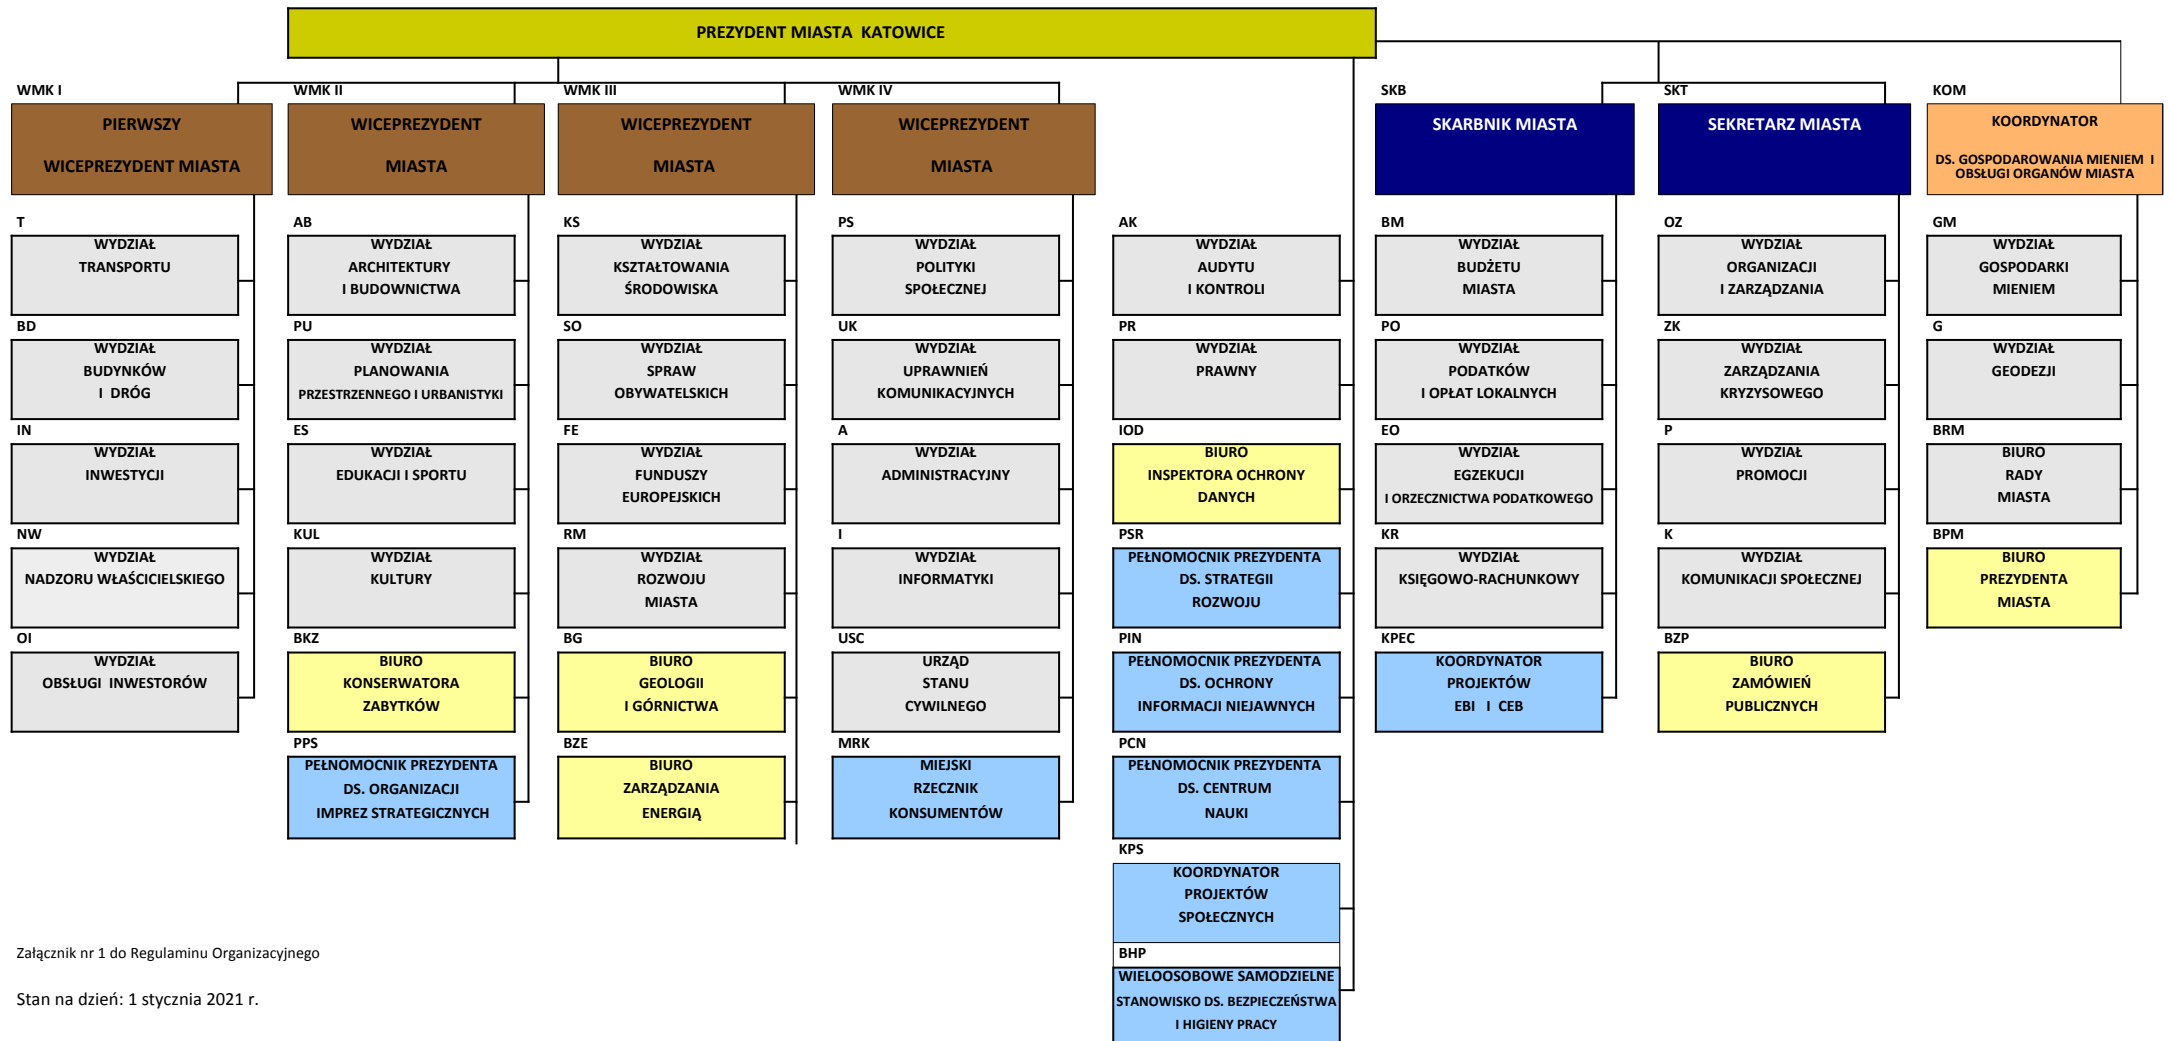 PREZYDENT MIASTA KATOWICE
WMK I
PIERWSZY
WICEPREZYDENT MIASTA
T
WYDZIAŁ
TRANSPORTU
BD
WYDZIAŁ
BUDYNKÓW
I DRÓG
IN
WYDZIAŁ
INWESTYCJI
NW
WYDZIAŁ
NADZORU WŁAŚCICIELSKIEGO
OI
WYDZIAŁ
OBSŁUGI INWESTORÓW
WMK II
WICEPREZYDENT
MIASTA
AB
WYDZIAŁ
ARCHITEKTURY
I BUDOWNICTWA
PU
WYDZIAŁ
PLANOWANIA
PRZESTRZENNEGO I URBANISTYKI
ES
WYDZIAŁ
EDUKACJI I SPORTU
KUL
WYDZIAŁ
KULTURY
BKZ
BIURO
KONSERWATORA
ZABYTKÓW
PPS
PEŁNOMOCNIK PREZYDENTA
DS. ORGANIZACJI
IMPREZ STRATEGICZNYCH
WMK III
WICEPREZYDENT
MIASTA
KS
WYDZIAŁ
KSZTAŁTOWANIA
ŚRODOWISKA
SO
WYDZIAŁ
SPRAW
OBYWATELSKICH
FE
WYDZIAŁ
FUNDUSZY
EUROPEJSKICH
RM
WYDZIAŁ
ROZWOJU
MIASTA
BG
BIURO
GEOLOGII
I GÓRNICTWA
BZE
BIURO
ZARZĄDZANIA
ENERGIĄ
WMK IV
WICEPREZYDENT
MIASTA
PS
WYDZIAŁ
POLITYKI
SPOŁECZNEJ
UK
WYDZIAŁ
UPRAWNIEŃ
KOMUNIKACYJNYCH
A
WYDZIAŁ
ADMINISTRACYJNY
I
WYDZIAŁ
INFORMATYKI
USC
URZĄD
STANU
CYWILNEGO
MRK
MIEJSKI
RZECZNIK
KONSUMENTÓW
AK
WYDZIAŁ
AUDYTU
I KONTROLI
PR
WYDZIAŁ
PRAWNY
IOD
BIURO
INSPEKTORA OCHRONY
DANYCH
PSR
PEŁNOMOCNIK PREZYDENTA
DS. STRATEGII
ROZWOJU
PIN
PEŁNOMOCNIK PREZYDENTA
DS. OCHRONY
INFORMACJI NIEJAWNYCH
PCN
PEŁNOMOCNIK PREZYDENTA
DS. CENTRUM
NAUKI
KPS
KOORDYNATOR
PROJEKTÓW
SPOŁECZNYCH
BHP
WIELOOSOBOWE SAMODZIELNE
STANOWISKO DS. BEZPIECZEŃSTWA
I HIGIENY PRACY
SKB
SKARBNIK MIASTA
BM
WYDZIAŁ
BUDŻETU
MIASTA
PO
WYDZIAŁ
PODATKÓW
I OPŁAT LOKALNYCH
EO
WYDZIAŁ
EGZEKUCJI
I ORZECZNICTWA PODATKOWEGO
KR
WYDZIAŁ
KSIĘGOWO-RACHUNKOWY
KPEC
KOORDYNATOR
PROJEKTÓW
EBI I CEB
SKT
SEKRETARZ MIASTA
OZ
WYDZIAŁ
ORGANIZACJI
I ZARZĄDZANIA
ZK
WYDZIAŁ
ZARZĄDZANIA
KRYZYSOWEGO
P
WYDZIAŁ
PROMOCJI
K
WYDZIAŁ
KOMUNIKACJI SPOŁECZNEJ
BZP
BIURO
ZAMÓWIEŃ
PUBLICZNYCH
KOM
KOORDYNATOR
DS. GOSPODAROWANIA MIENIEM I
OBSŁUGI ORGANÓW MIASTA
GM
WYDZIAŁ
GOSPODARKI
MIENIEM
G
WYDZIAŁ
GEODEZJI
BRM
BIURO
RADY
MIASTA
BPM
BIURO
PREZYDENTA
MIASTA
Załącznik nr 1 do Regulaminu Organizacyjnego
Stan na dzień: 1 stycznia 2021 r.